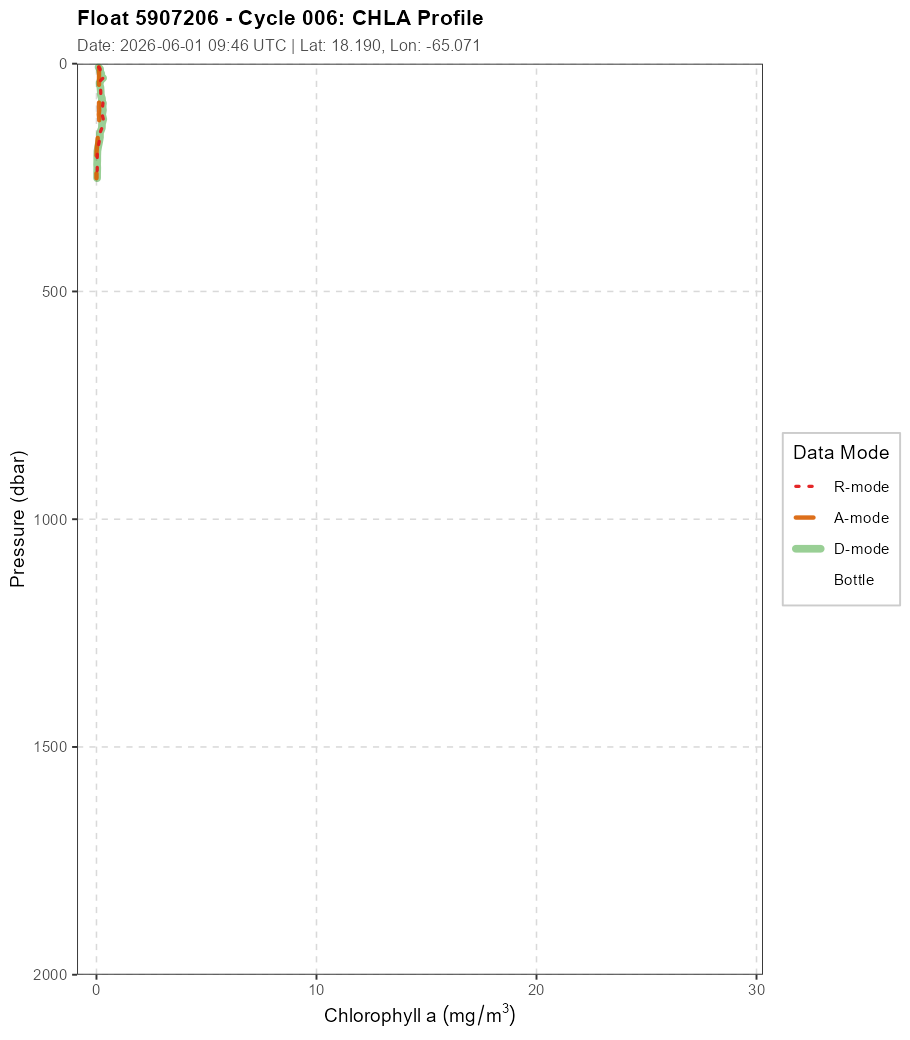 Float 5907206 - Cycle 006: CHLA Profile
Date: 2026-06-01 09:46 UTC | Lat: 18.190, Lon: -65.071
0
500
1000
1500
2000
Pressure (dbar)
0 10 20 30
Chlorophyll a (mg/m³)
Data Mode
R-mode
A-mode
D-mode
Bottle